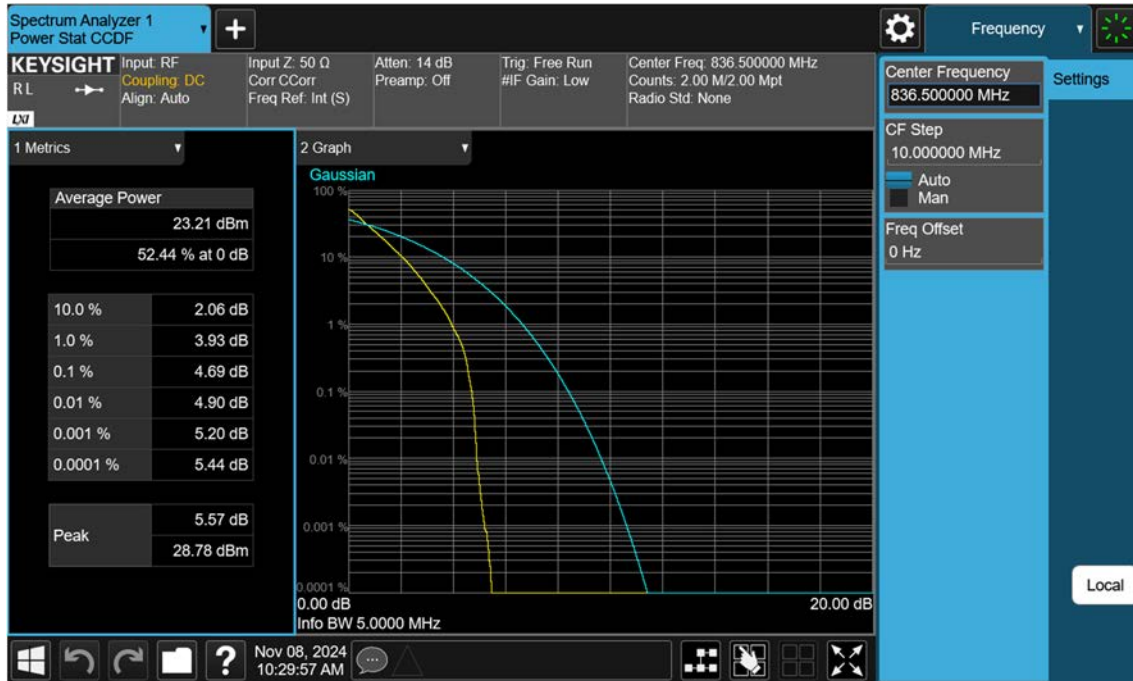 Spectrum Analyzer 1
Power Stat CCDF
Frequency
KEYSIGHT
R L
LXI
Input: RF
Coupling: DC
Align: Auto
Input Z: 50 Ω
Corr CCorr
Freq Ref: Int (S)
Atten: 14 dB
Preamp: Off
Trig: Free Run
#IF Gain: Low
Center Freq: 836.500000 MHz
Counts: 2.00 M/2.00 Mpt
Radio Std: None
Center Frequency
836.500000 MHz
Settings
CF Step
10.000000 MHz
Auto
Man
Freq Offset
0 Hz
Local
1 Metrics
Average Power
23.21 dBm
52.44 % at 0 dB
10.0 % 2.06 dB
1.0 % 3.93 dB
0.1 % 4.69 dB
0.01 % 4.90 dB
0.001 % 5.20 dB
0.0001 % 5.44 dB
Peak
5.57 dB
28.78 dBm
2 Graph
Gaussian
100 %
10 %
1 %
0.1 %
0.01 %
0.001 %
0.0001 %
0.00 dB 20.00 dB
Info BW 5.0000 MHz
?
Nov 08, 2024
10:29:57 AM